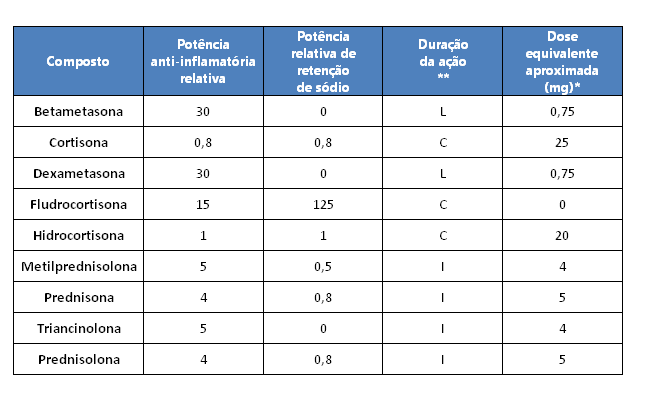 Composto
Potência
anti-inflamatória
relativa
Potência
relativa de
retenção
de sódio
Duração
da ação
**
Dose
equivalente
aproximada
(mg)*
Betametasona 30 0 L 0,75
Cortisona 0,8 0,8 C 25
Dexametasona 30 0 L 0,75
Fludrocortisona 15 125 C 0
Hidrocortisona 1 1 C 20
Metilprednisolona 5 0,5 I 4
Prednisona 4 0,8 I 5
Triancinolona 5 0 I 4
Prednisolona 4 0,8 I 5